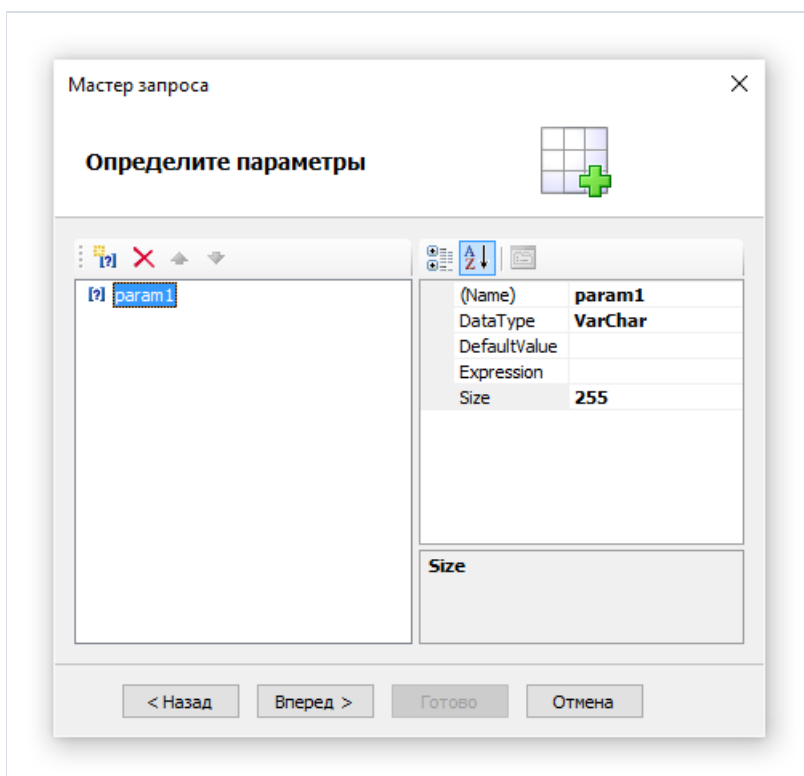 Мастер запроса
Определите параметры
[?]
A
Z
[?] param1
(Name) param1
DataType VarChar
DefaultValue
Expression
Size 255
Size
< Назад Вперед > Готово Отмена